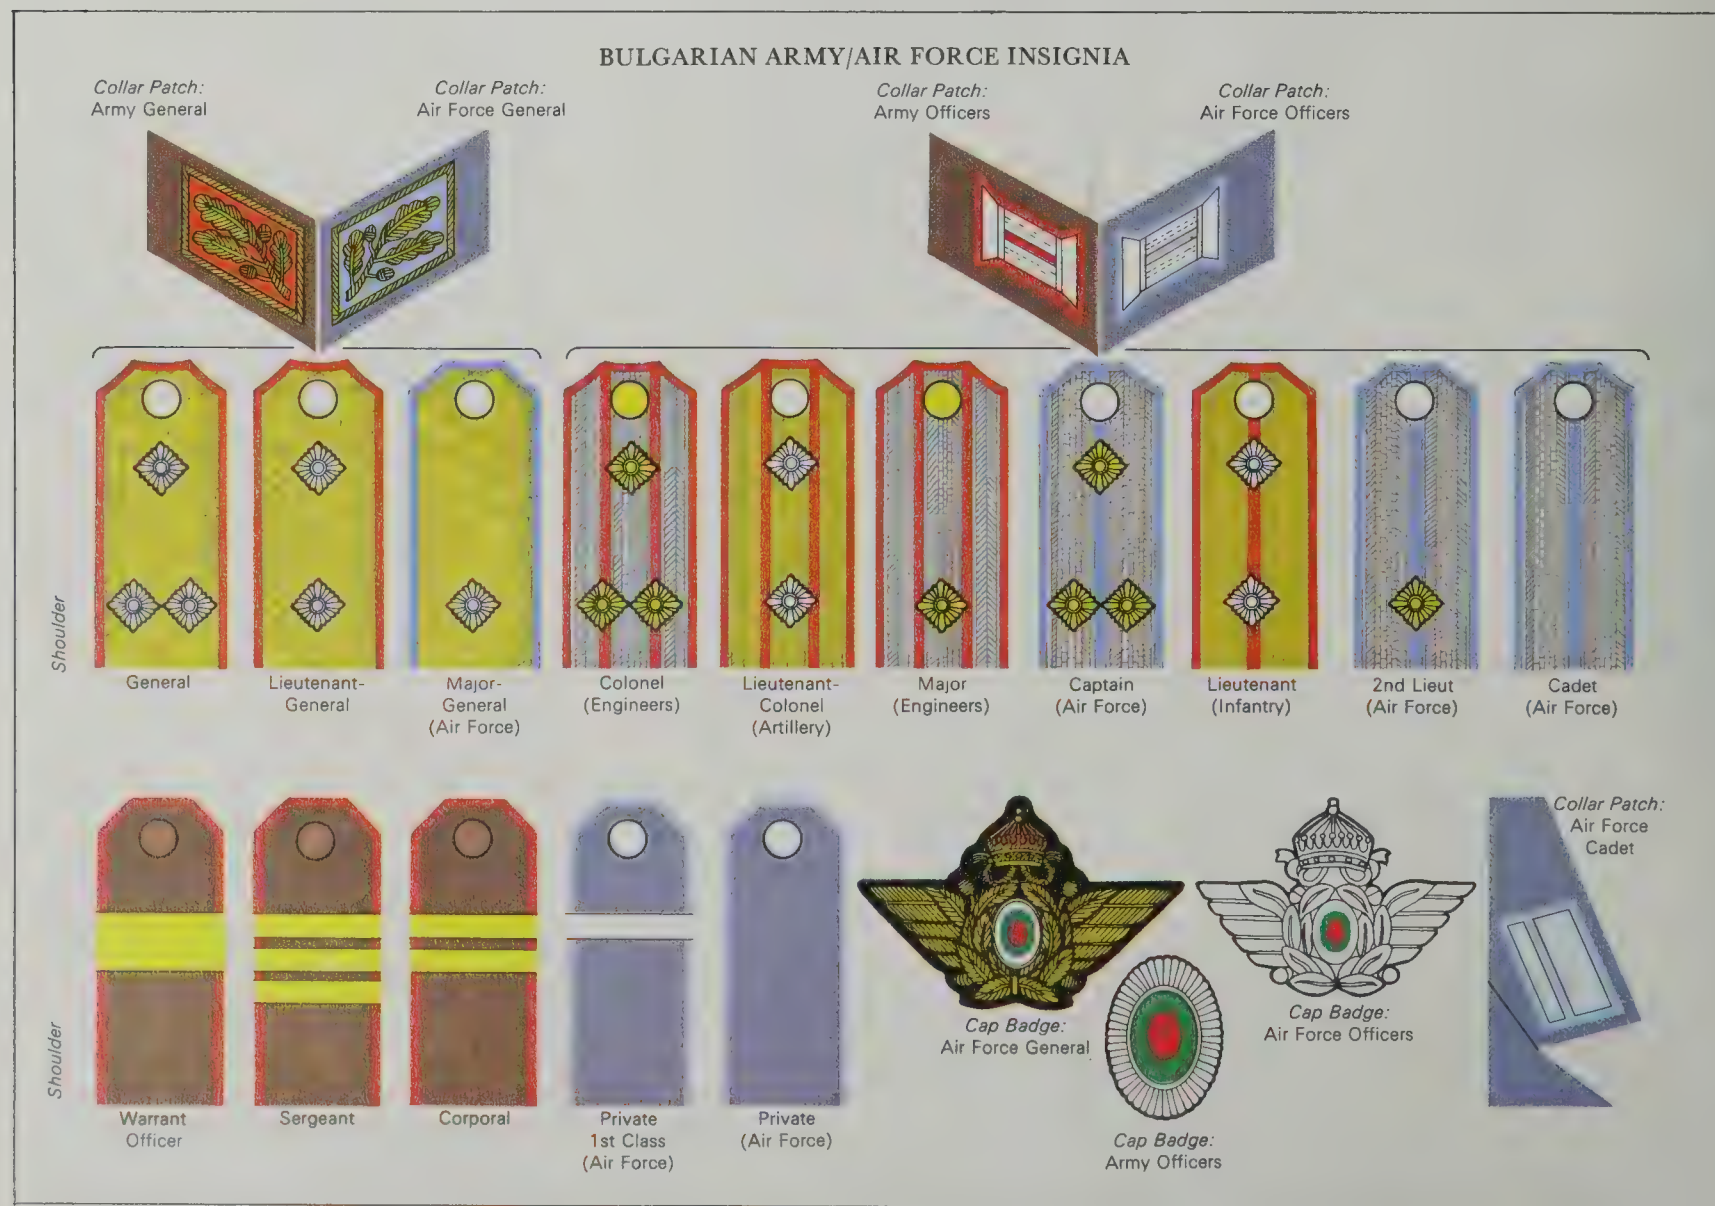 BULGARIAN ARMY/AIR FORCE INSIGNIA
Collar Patch:
Army General
Collar Patch:
Air Force General
Collar Patch:
Army Officers
Collar Patch:
Air Force Officers
Shoulder
General
Lieutenant-
General
Major-
General
(Air Force)
Colonel
(Engineers)
Lieutenant-
Colonel
(Artillery)
Major
(Engineers)
Captain
(Air Force)
Lieutenant
(Infantry)
2nd Lieut
(Air Force)
Cadet
(Air Force)
Shoulder
Warrant
Officer
Sergeant
Corporal
Private
1st Class
(Air Force)
Private
(Air Force)
Cap Badge:
Air Force General
Cap Badge:
Army Officers
Cap Badge:
Air Force Officers
Collar Patch:
Air Force
Cadet